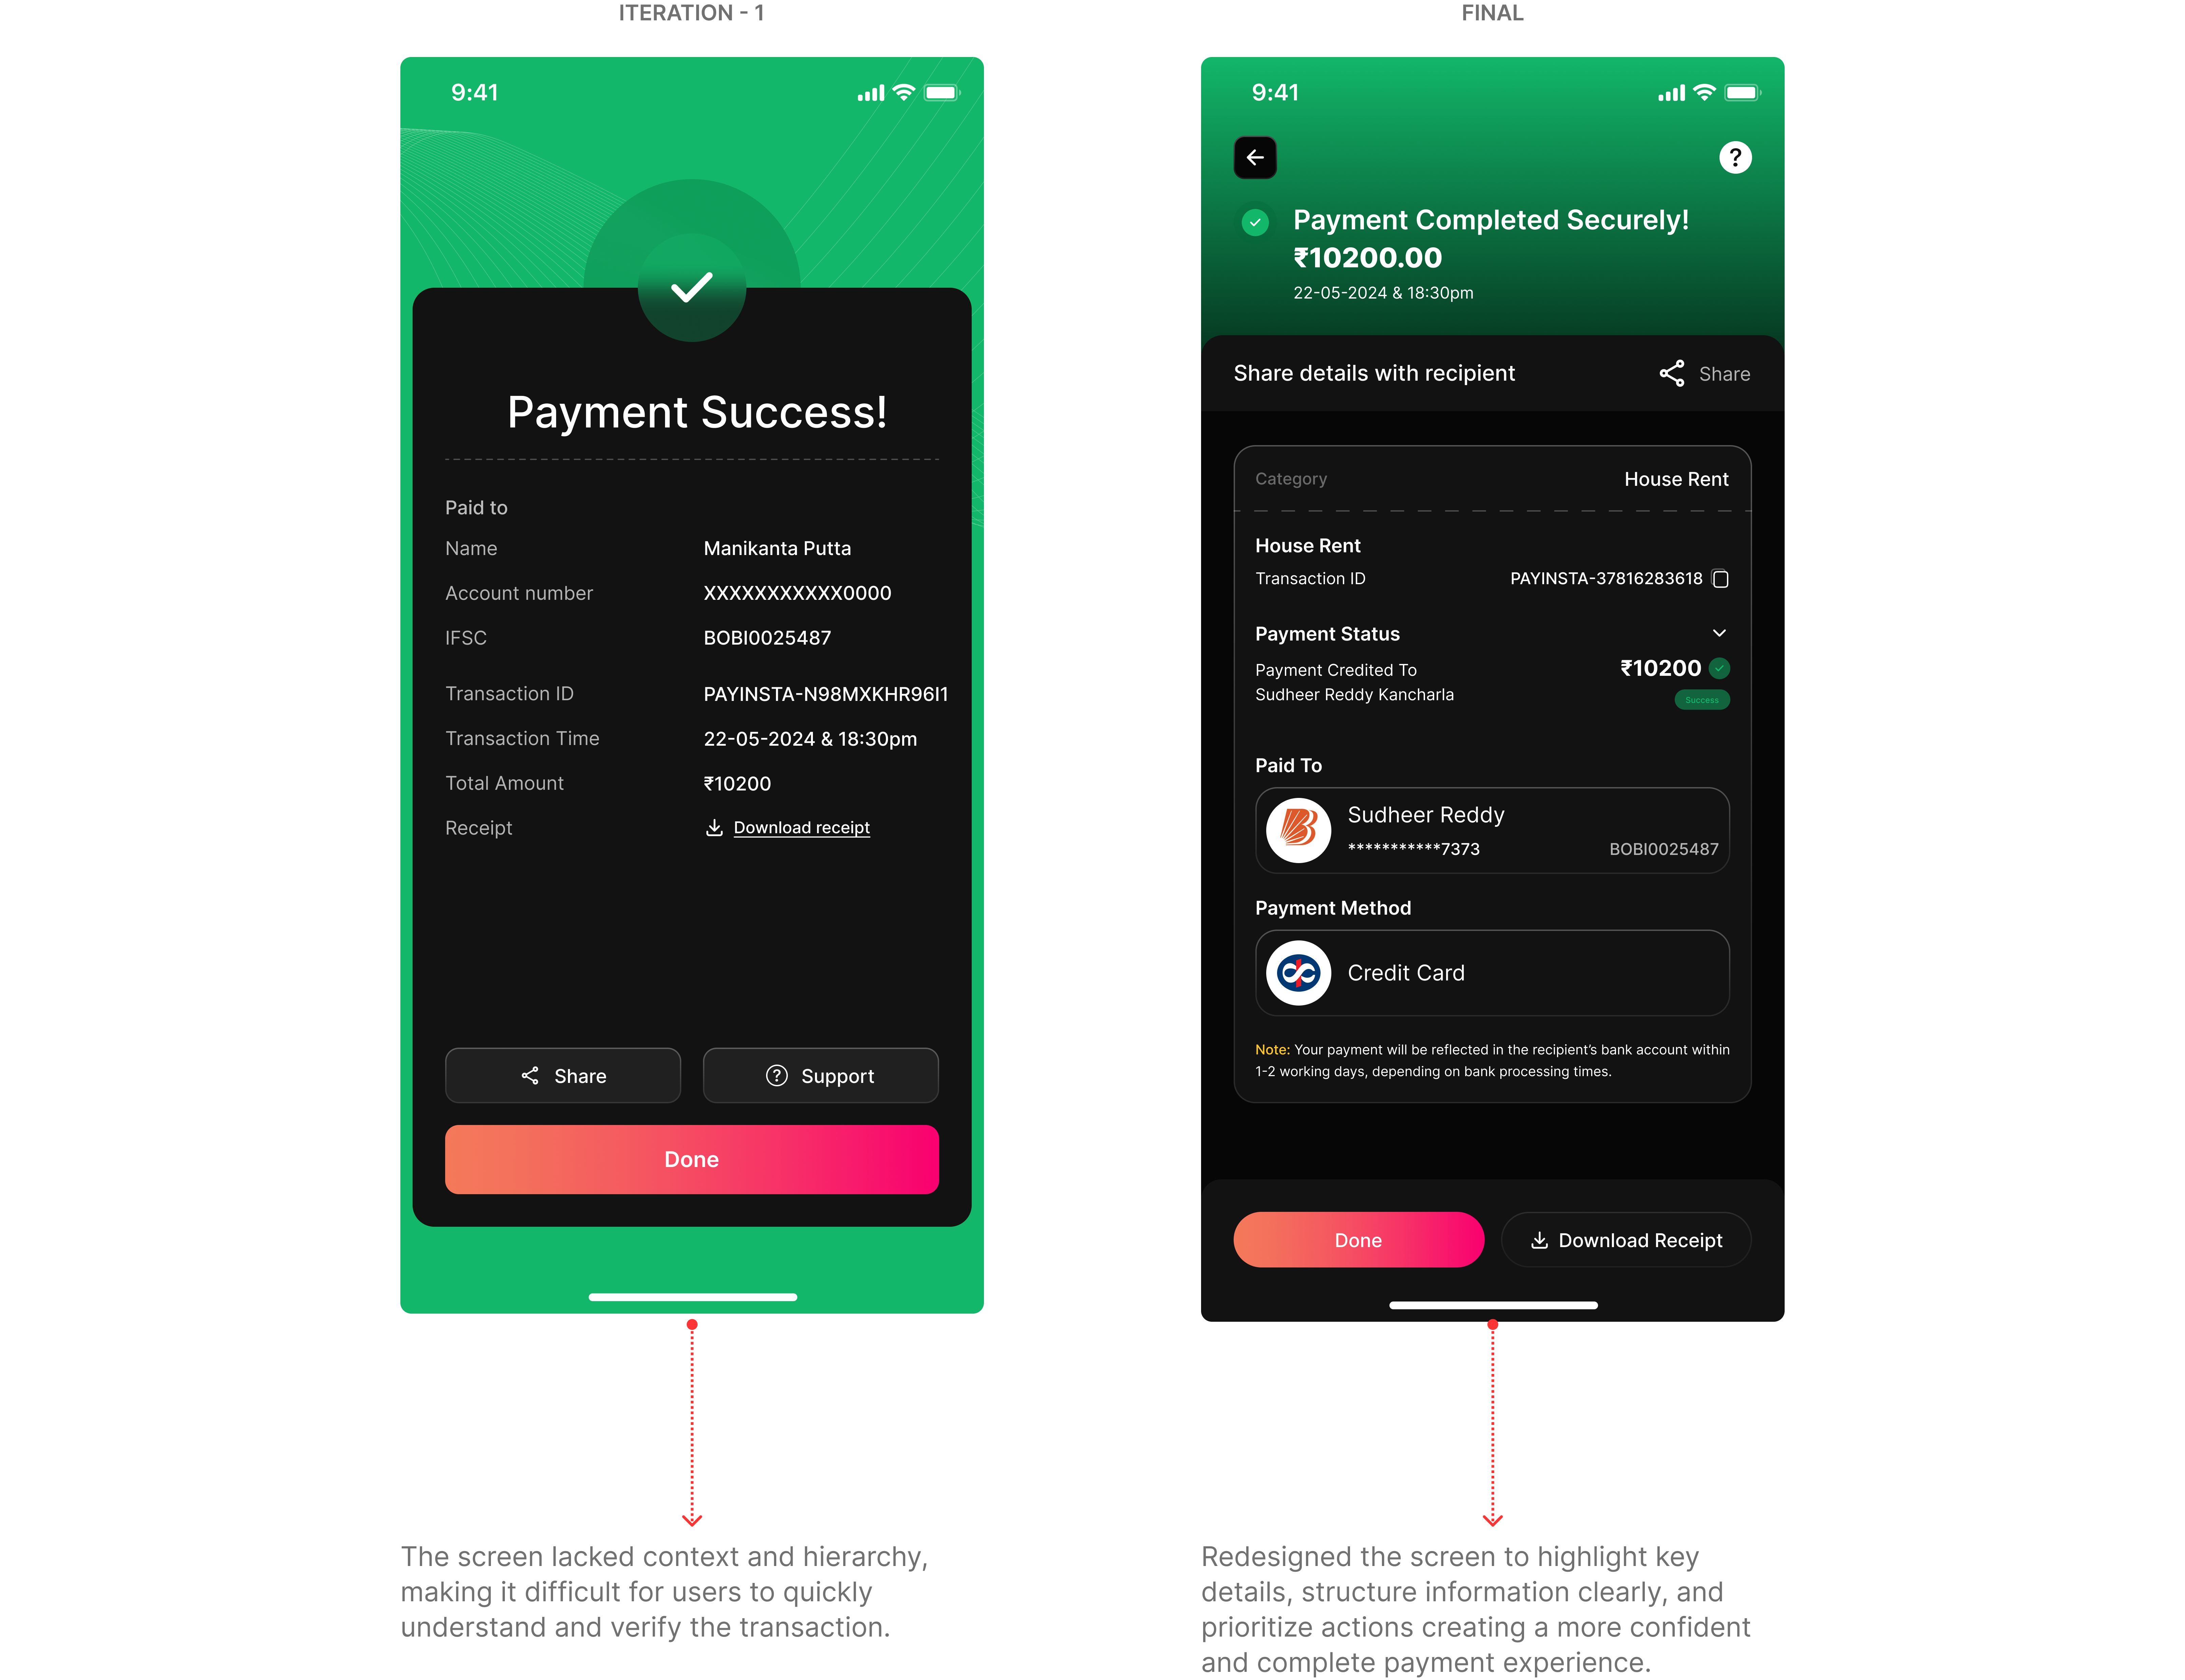 ITERATION - 1
9:41
Payment Success!
Paid to
Name Manikanta Putta
Account number XXXXXXXXXXX0000
IFSC BOBI0025487
Transaction ID PAYINSTA-N98MXKHR96I1
Transaction Time 22-05-2024 & 18:30pm
Total Amount ₹10200
Receipt Download receipt
Share Support
Done
The screen lacked context and hierarchy,
making it difficult for users to quickly
understand and verify the transaction.
FINAL
9:41
?
Payment Completed Securely!
₹10200.00
22-05-2024 & 18:30pm
Share details with recipient Share
Category House Rent
House Rent
Transaction ID PAYINSTA-37816283618
Payment Status
Payment Credited To ₹10200
Sudheer Reddy Kancharla Success
Paid To
Sudheer Reddy
***********7373 BOBI0025487
Payment Method
Credit Card
Note: Your payment will be reflected in the recipient’s bank account within
1-2 working days, depending on bank processing times.
Done Download Receipt
Redesigned the screen to highlight key
details, structure information clearly, and
prioritize actions creating a more confident
and complete payment experience.